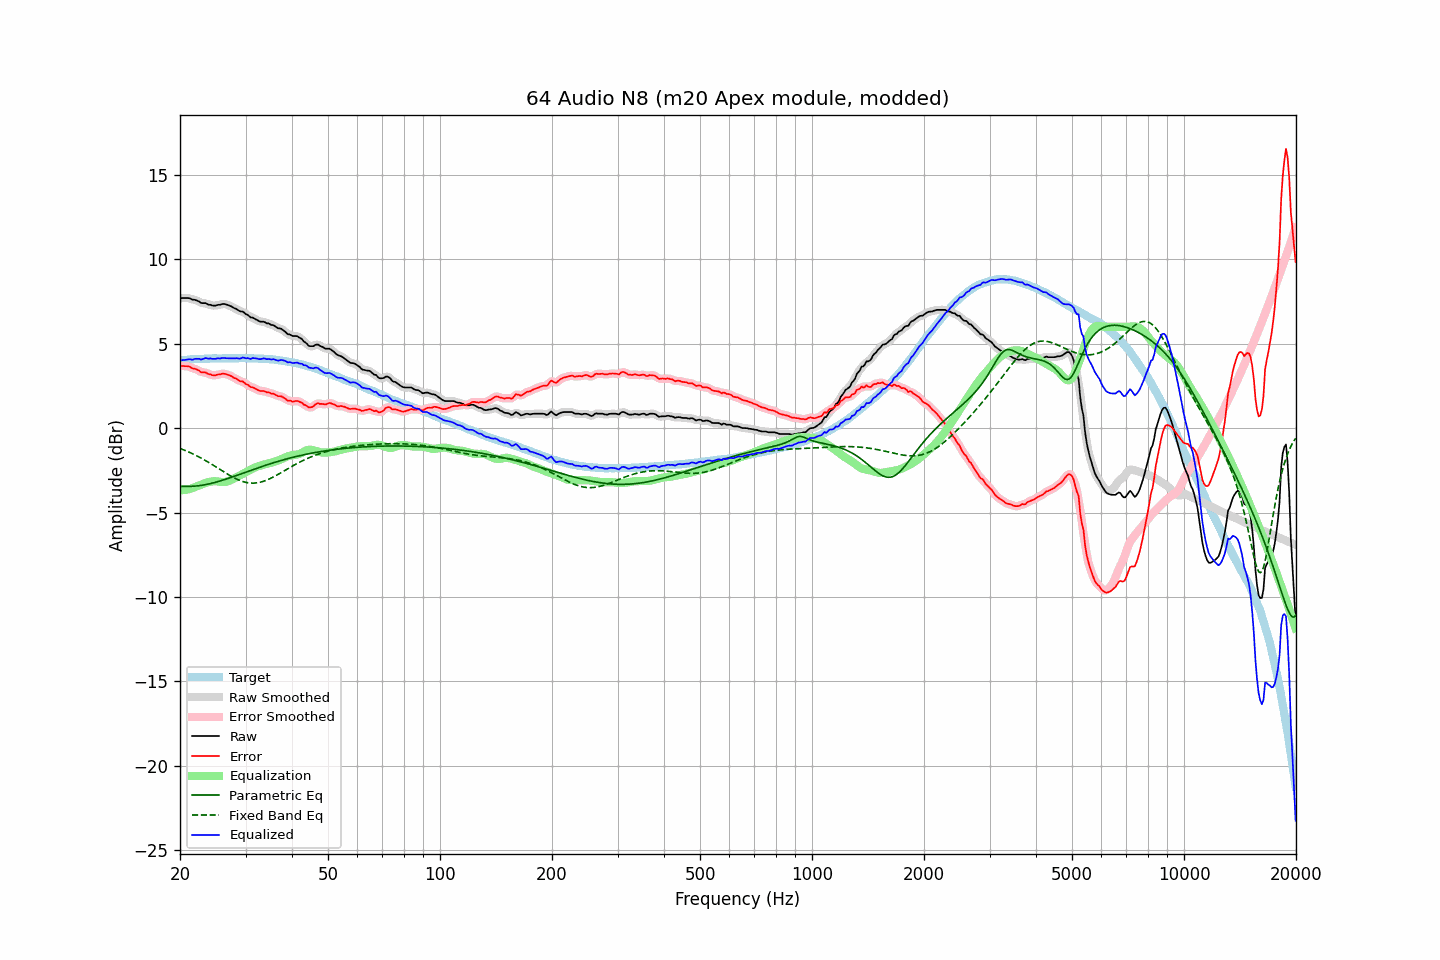 64 Audio N8 (m20 Apex module, modded)
Amplitude (dBr)
15
10
5
0
−5
−10
−15
−20
−25
Target
Raw Smoothed
Error Smoothed
Raw
Error
Equalization
Parametric Eq
Fixed Band Eq
Equalized
20 50 100 200 500 1000 2000 5000 10000 20000
Frequency (Hz)